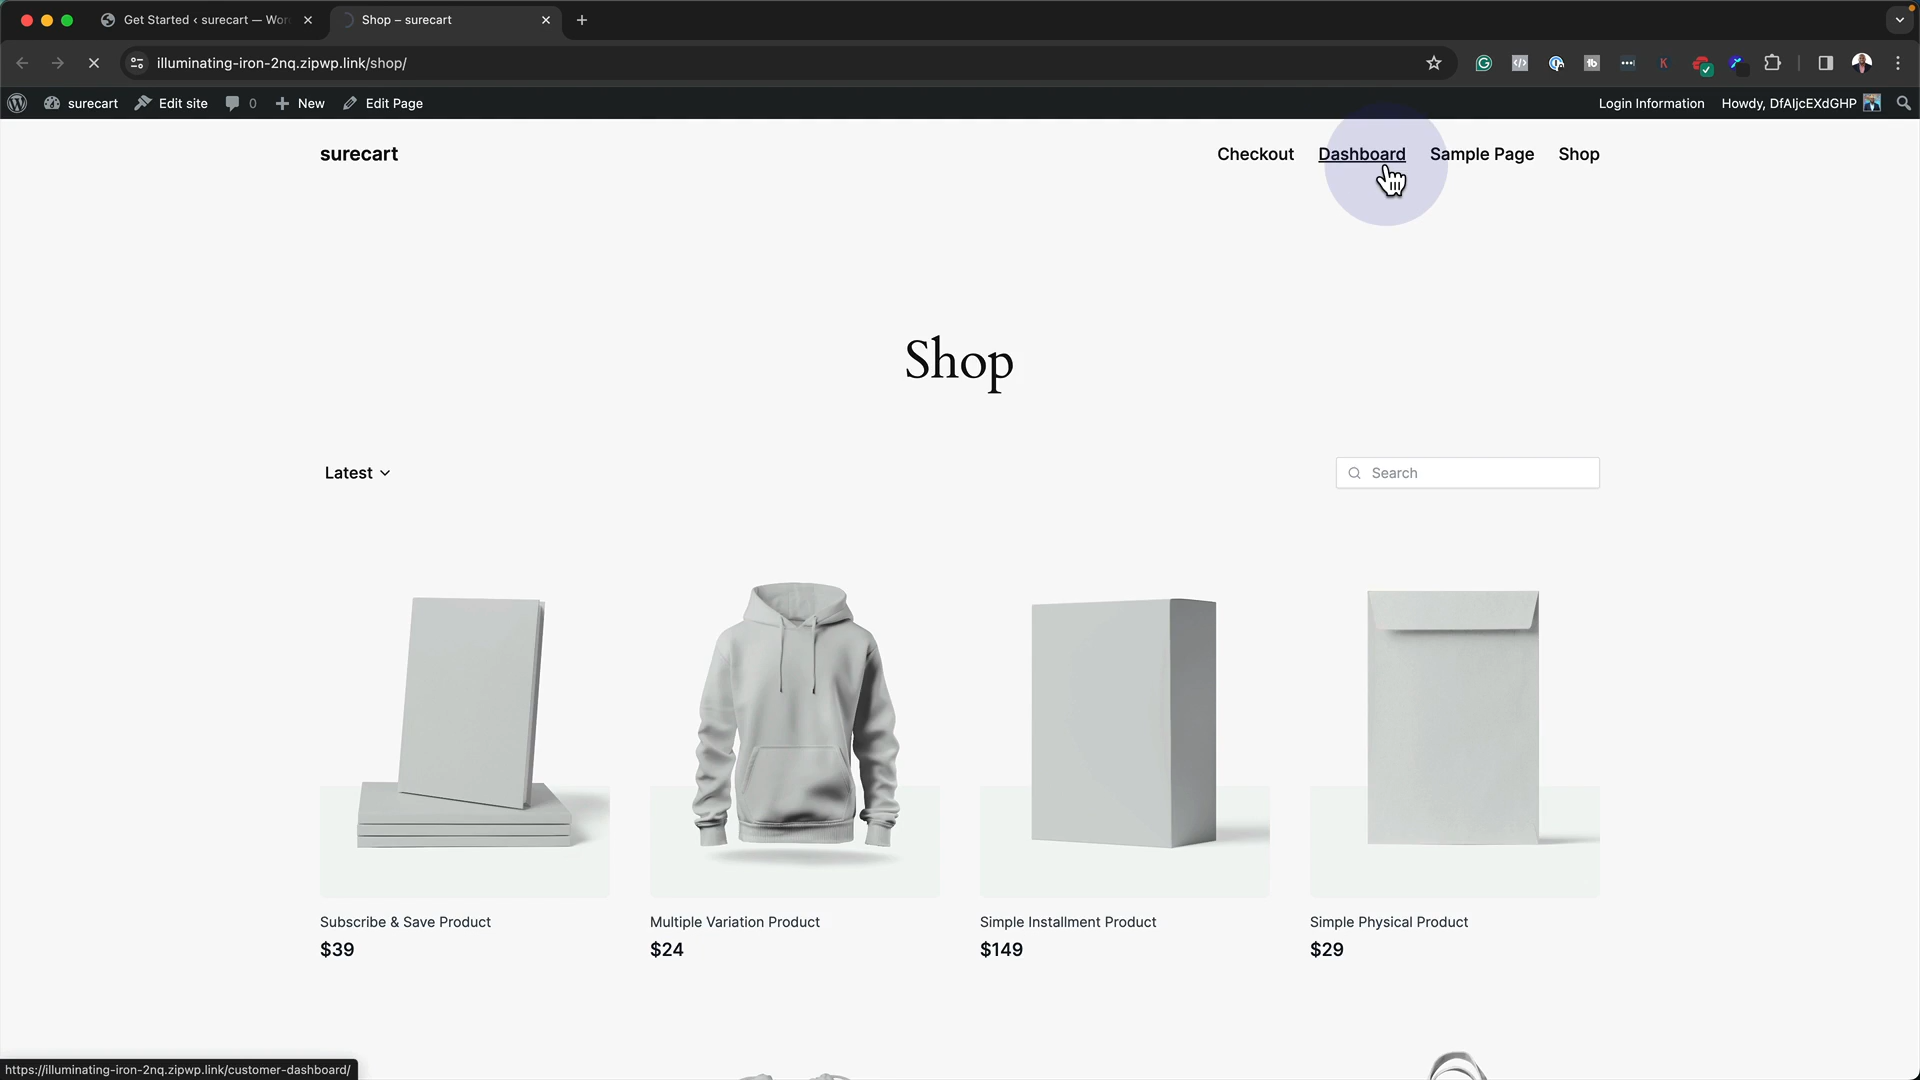 Get Started ‹ surecart — Wor
Shop – surecart
illuminating-iron-2nq.zipwp.link/shop/
surecart
Edit site
0
New
Edit Page
Login Information
Howdy, DfAIjcEXdGHP
surecart
Checkout
Dashboard
Sample Page
Shop
Shop
Latest
Search
Subscribe & Save Product
Multiple Variation Product
Simple Installment Product
Simple Physical Product
$39
$24
$149
$29
https://illuminating-iron-2nq.zipwp.link/customer-dashboard/